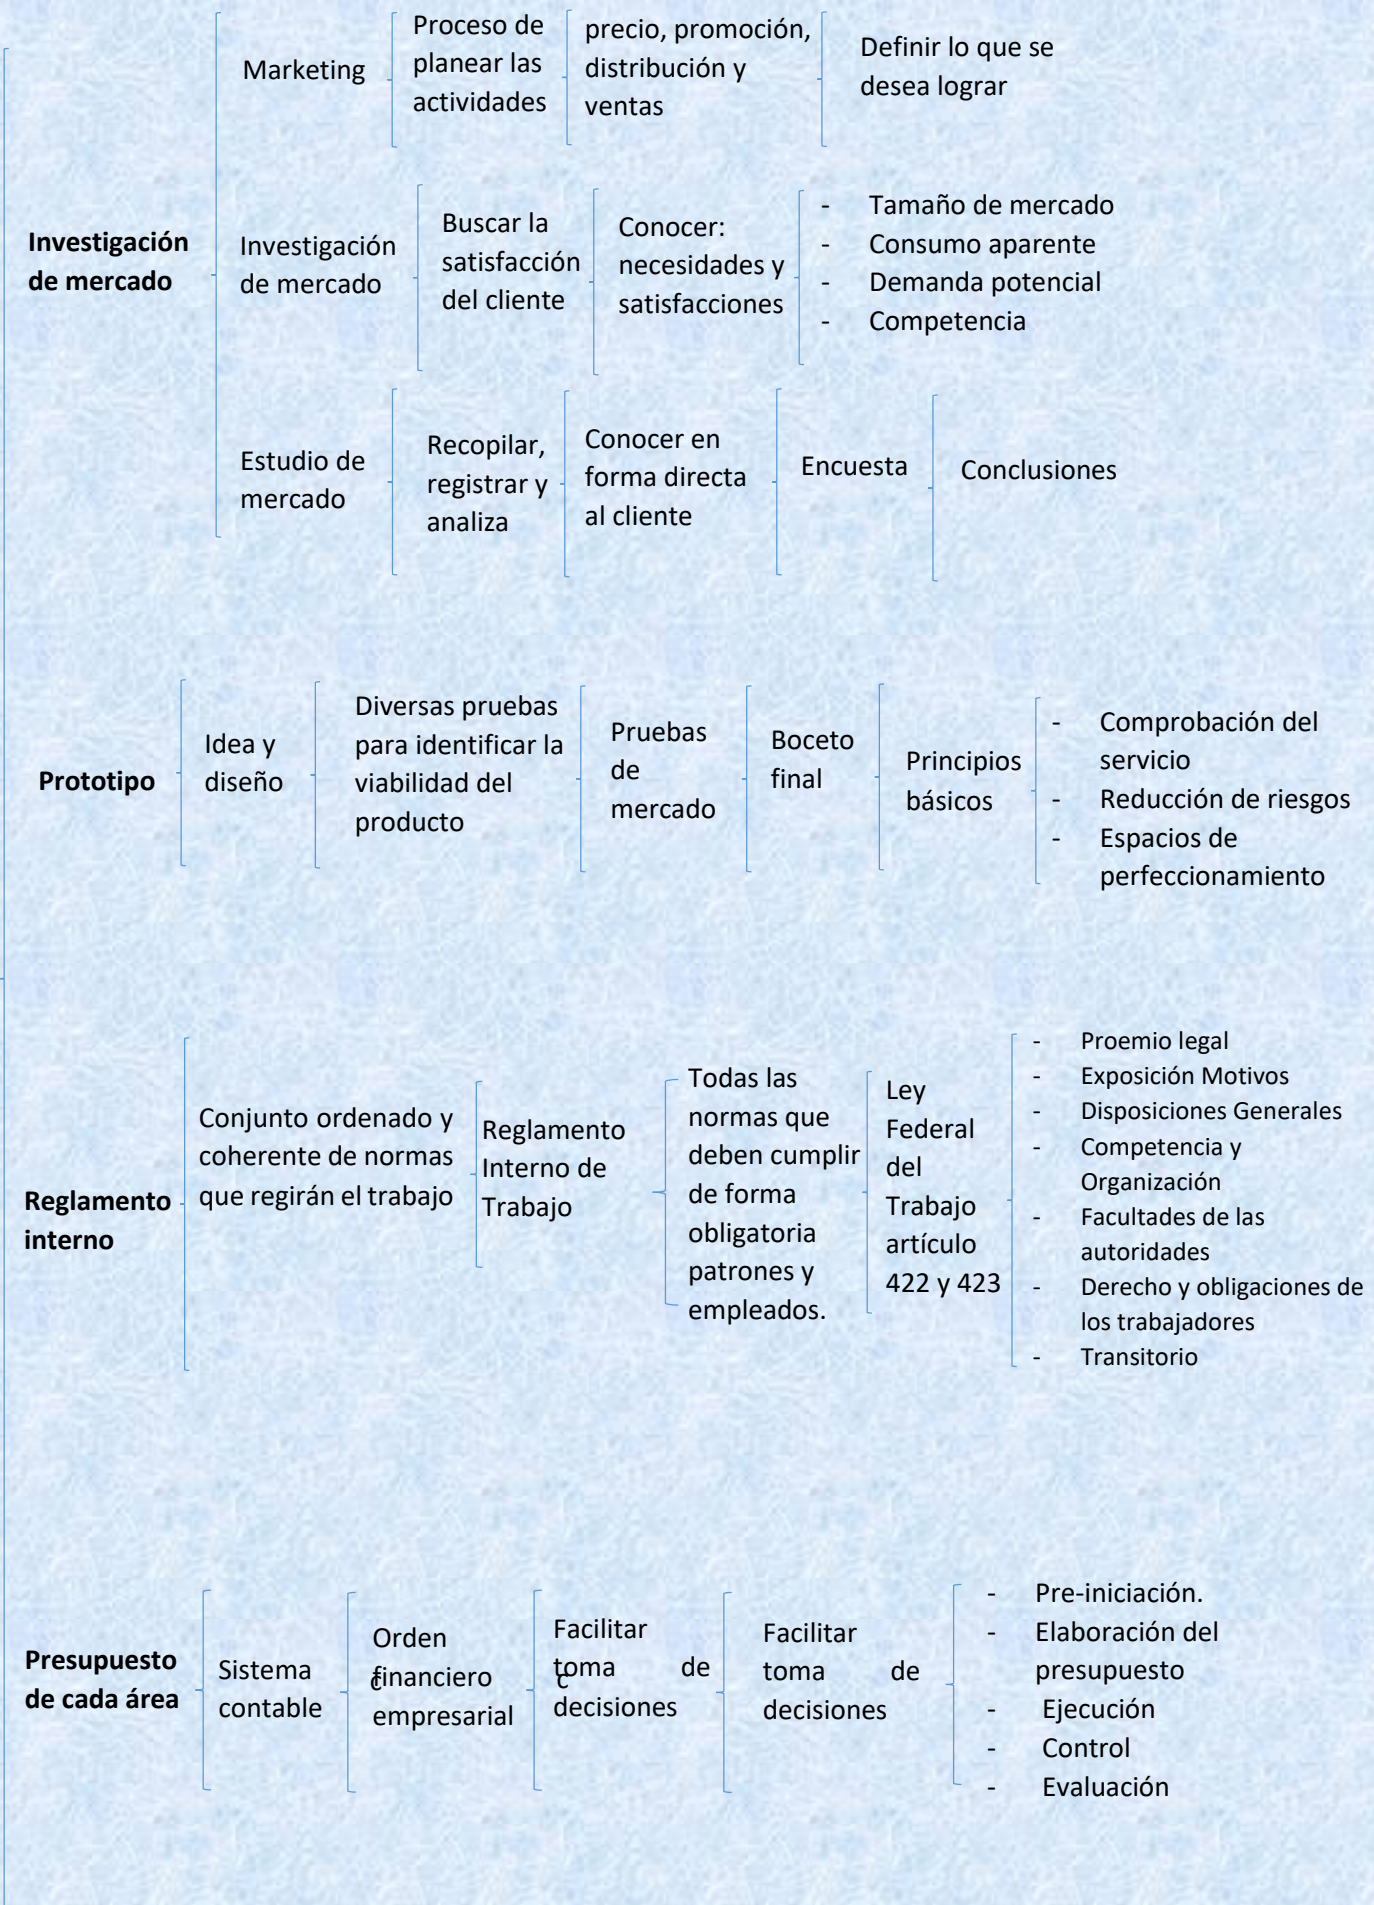 Marketing
Proceso de
planear las
actividades
precio, promoción,
distribución y
ventas
Definir lo que se
desea lograr
Investigación
de mercado
Investigación
de mercado
Buscar la
satisfacción
del cliente
Conocer:
necesidades y
satisfacciones
- Tamaño de mercado
- Consumo aparente
- Demanda potencial
- Competencia
Estudio de
mercado
Recopilar,
registrar y
analiza
Conocer en
forma directa
al cliente
Encuesta
Conclusiones
Prototipo
Idea y
diseño
Diversas pruebas
para identificar la
viabilidad del
producto
Pruebas
de
mercado
Boceto
final
Principios
básicos
- Comprobación del
servicio
- Reducción de riesgos
- Espacios de
perfeccionamiento
Reglamento
interno
Conjunto ordenado y
coherente de normas
que regirán el trabajo
Reglamento
Interno de
Trabajo
Todas las
normas que
deben cumplir
de forma
obligatoria
patrones y
empleados.
Ley
Federal
del
Trabajo
artículo
422 y 423
- Proemio legal
- Exposición Motivos
- Disposiciones Generales
- Competencia y
Organización
- Facultades de las
autoridades
- Derecho y obligaciones de
los trabajadores
- Transitorio
Presupuesto
de cada área
Sistema
contable
Orden
financiero
empresarial
c
Facilitar
toma de
decisiones
c
Facilitar
toma de
decisiones
- Pre-iniciación.
- Elaboración del
presupuesto
- Ejecución
- Control
- Evaluación